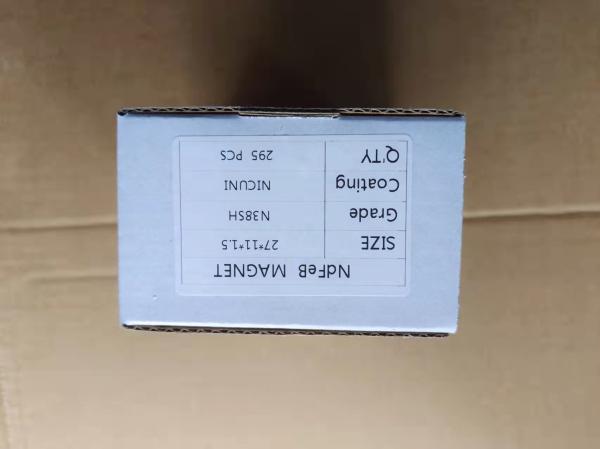 NdFeB MAGNET
SIZE 27*11*1.5
Grade N38SH
Coating NICUNI
Q'TY 295 PCS